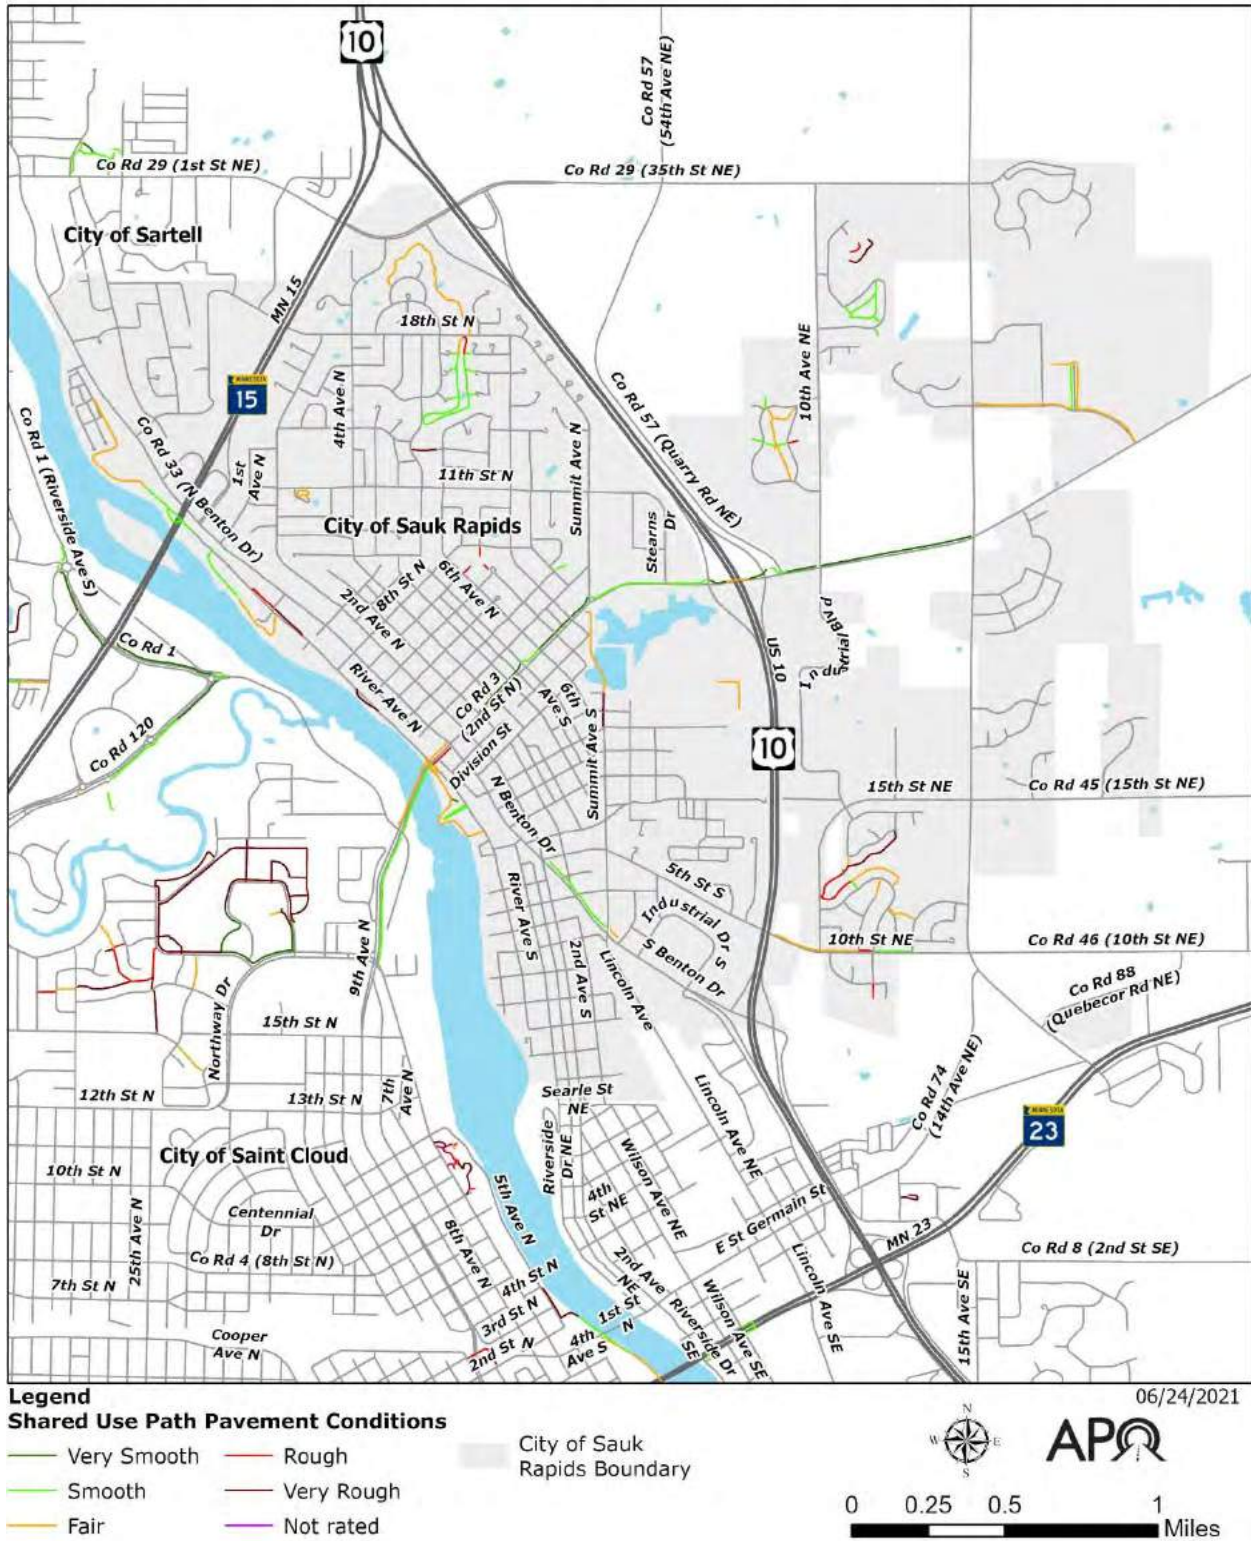 10
Co Rd 57
(54th Ave NE)
Co Rd 29 (1st St NE)
Co Rd 29 (35th St NE)
City of Sartell
MN 15
18th St N
10th Ave NE
MINNESOTA
15
4th Ave N
Co Rd 57 (Quarry Rd NE)
Co Rd 1 (Riverside Ave S)
Co Rd 33 (N Benton Dr)
1st
Ave N
11th St N
Summit Ave N
City of Sauk Rapids
Stearns
Dr
8th St N
6th Ave N
2nd Ave N
Industrial Blvd
Co Rd 1
US 10
River Ave N
Co Rd 3
(2nd St N)
6th
Ave S
Division St
Summit Ave S
Co Rd 120
10
N Benton Dr
15th St NE
Co Rd 45 (15th St NE)
5th St S
River Ave S
Industrial Dr S
9th Ave N
2nd Ave S
S Benton Dr
10th St NE
Co Rd 46 (10th St NE)
Lincoln Ave
Co Rd 88
(Quebecor Rd NE)
Northway Dr
15th St N
7th
Ave N
12th St N
13th St N
Searle St
NE
Lincoln Ave NE
Co Rd 74
(14th Ave NE)
MINNESOTA
23
City of Saint Cloud
Riverside
Dr NE
Wilson Ave NE
10th St N
5th Ave N
4th
St NE
Centennial
Dr
8th Ave N
E St Germain St
MN 23
25th Ave N
Co Rd 4 (8th St N)
Co Rd 8 (2nd St SE)
7th St N
4th St N
2nd Ave
NE
Lincoln Ave SE
3rd St N
1st St
N
Riverside Dr
SE
Wilson Ave SE
15th Ave SE
Cooper
Ave N
2nd St N
4th
Ave S
Legend
06/24/2021
Shared Use Path Pavement Conditions
Very Smooth
Rough
City of Sauk
Rapids Boundary
Smooth
Very Rough
Fair
Not rated
N
W
E
S
APO
0 0.25 0.5 1
Miles